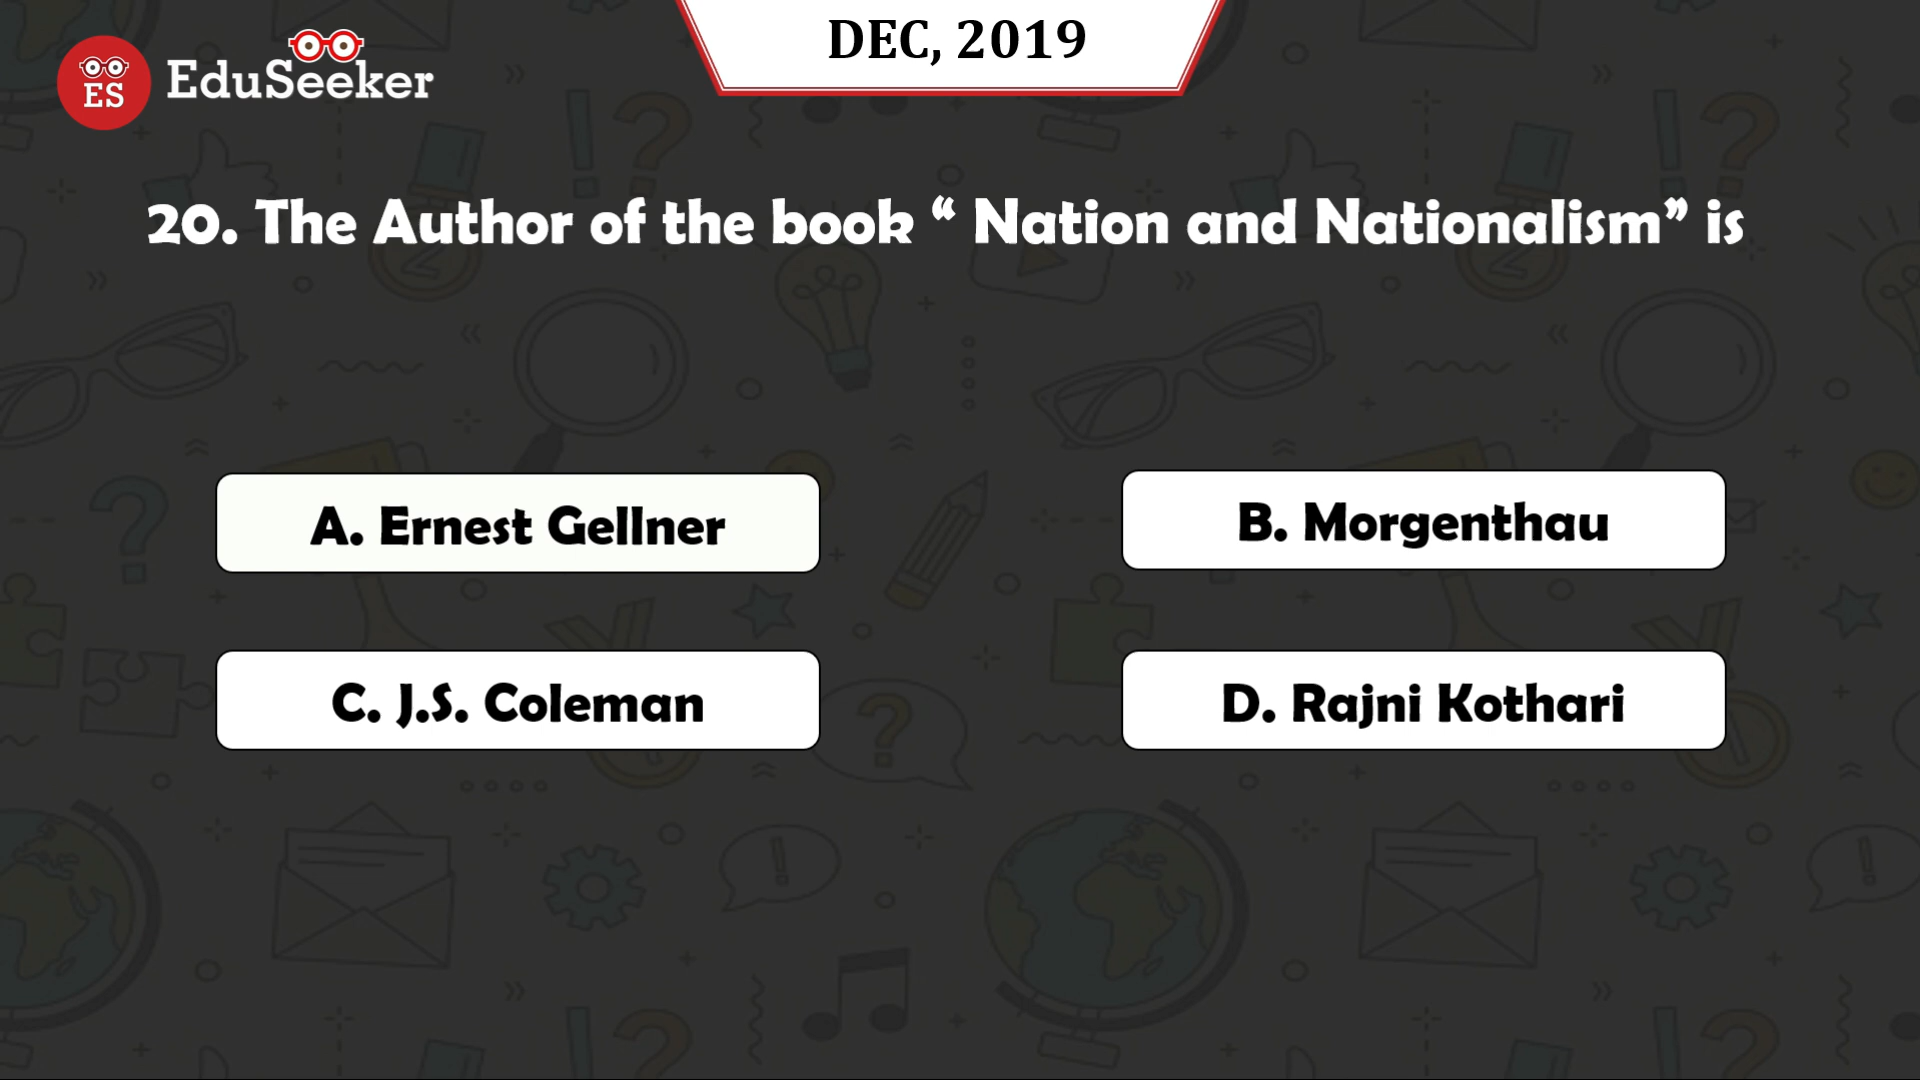 DEC, 2019
ES
EduSeeker
20. The Author of the book “ Nation and Nationalism” is
A. Ernest Gellner
B. Morgenthau
C. J.S. Coleman
D. Rajni Kothari